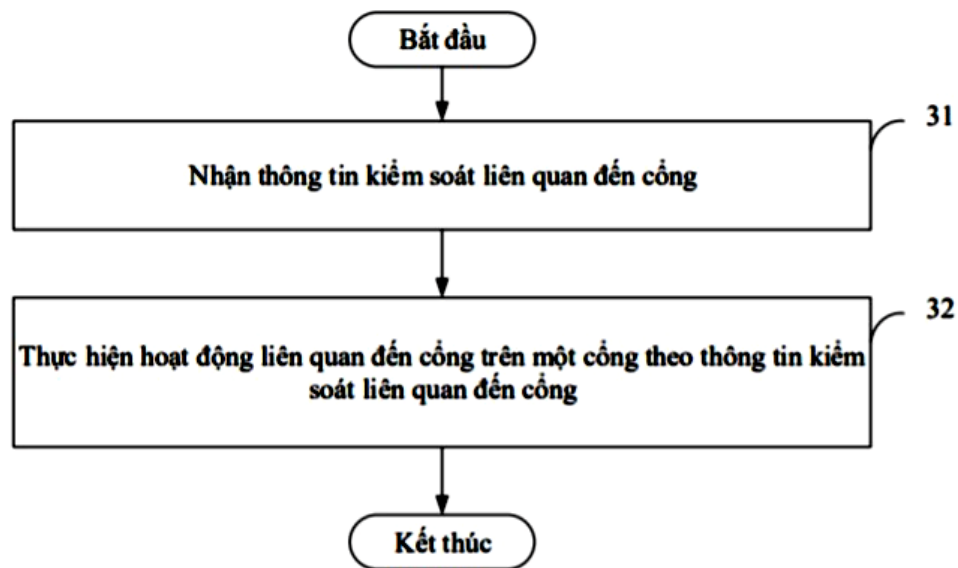 Bắt đầu
31
Nhận thông tin kiểm soát liên quan đến cổng
32
Thực hiện hoạt động liên quan đến cổng trên một cổng theo thông tin kiểm
soát liên quan đến cổng
Kết thúc